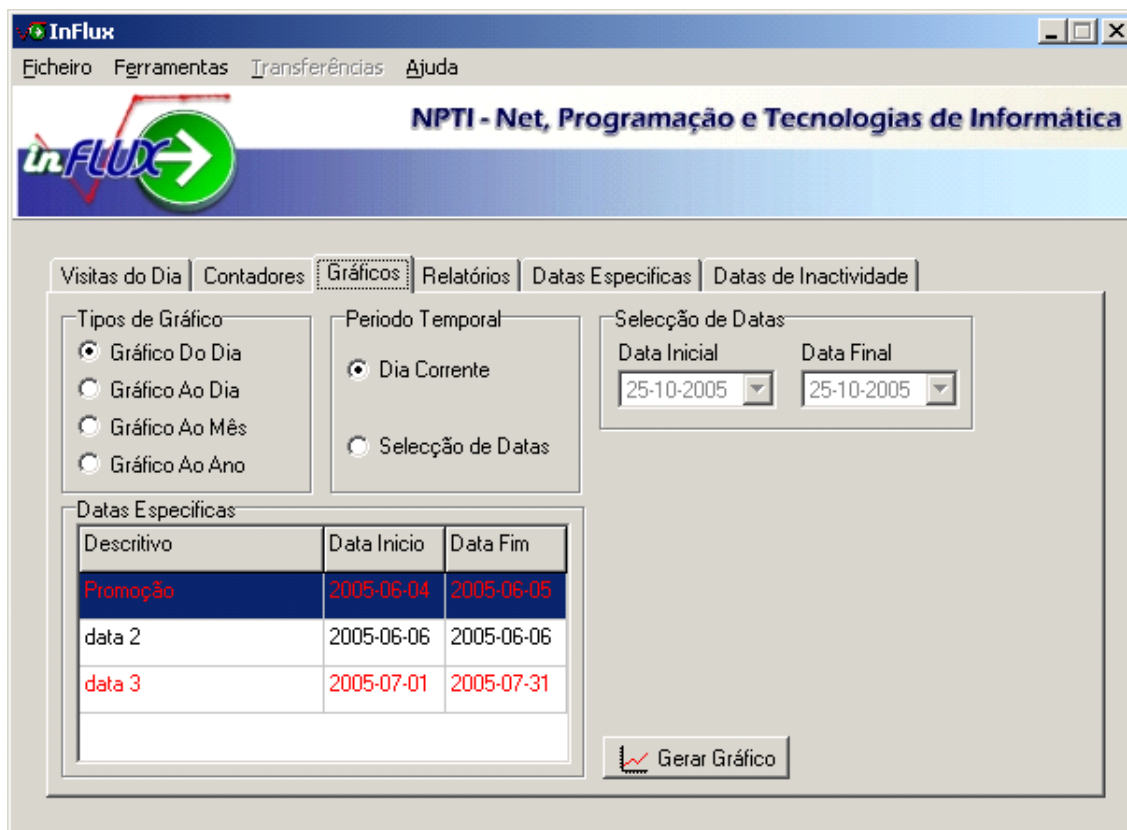 InFlux
Ficheiro Ferramentas Transferências Ajuda
NPTI - Net, Programação e Tecnologias de Informática
inFLUX
Visitas do Dia Contadores Gráficos Relatórios Datas Especificas Datas de Inactividade
Tipos de Gráfico
Gráfico Do Dia
Gráfico Ao Dia
Gráfico Ao Mês
Gráfico Ao Ano
Periodo Temporal
Dia Corrente
Selecção de Datas
Selecção de Datas
Data Inicial Data Final
25-10-2005 25-10-2005
Datas Especificas
Descritivo Data Inicio Data Fim
Promoção 2005-06-04 2005-06-05
data 2 2005-06-06 2005-06-06
data 3 2005-07-01 2005-07-31
Gerar Gráfico